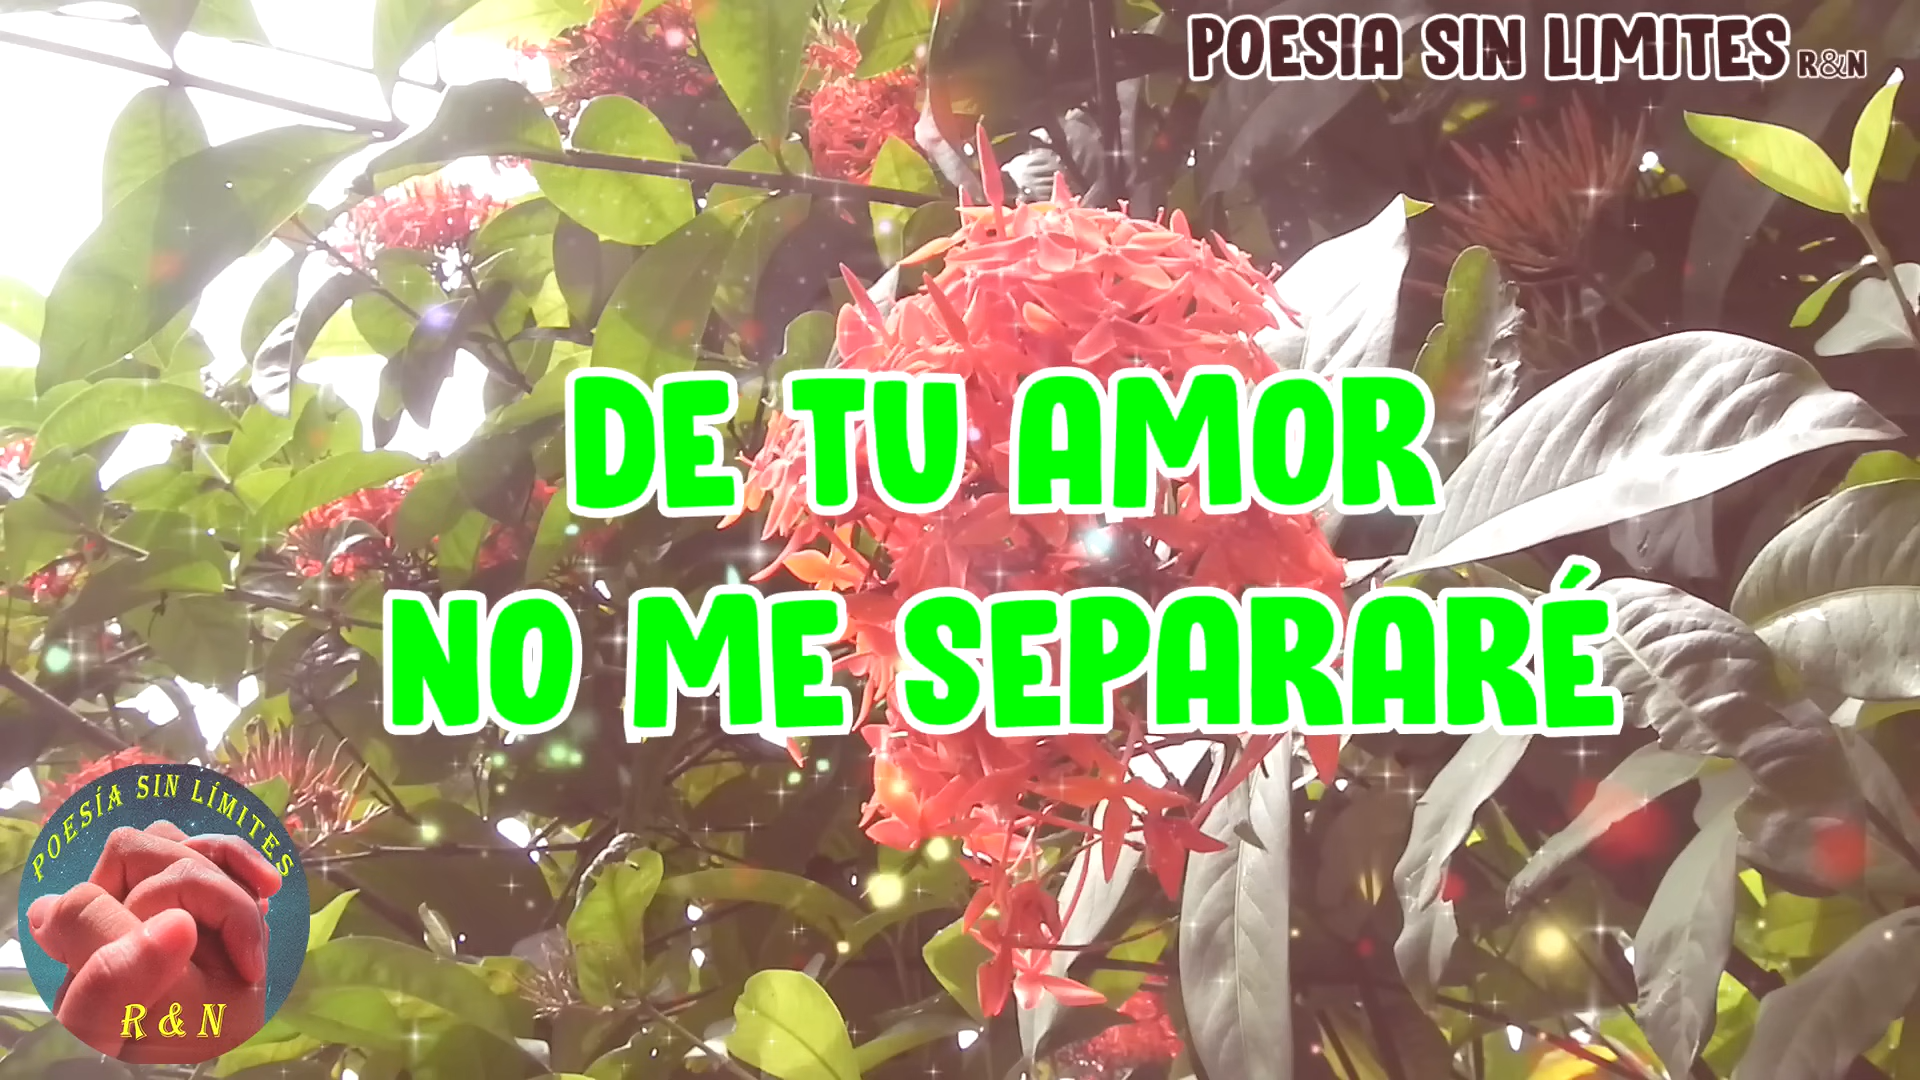 POESIA SIN LIMITES R&N
DE TU AMOR
NO ME SEPARARÉ
POESÍA SIN LÍMITES
R & N